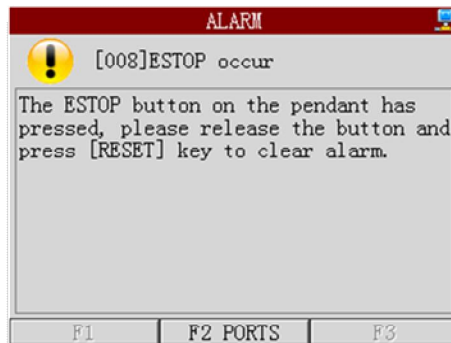 ALARM
[008]ESTOP occur
The ESTOP button on the pendant has
pressed, please release the button and
press [RESET] key to clear alarm.
F1
F2 PORTS
F3